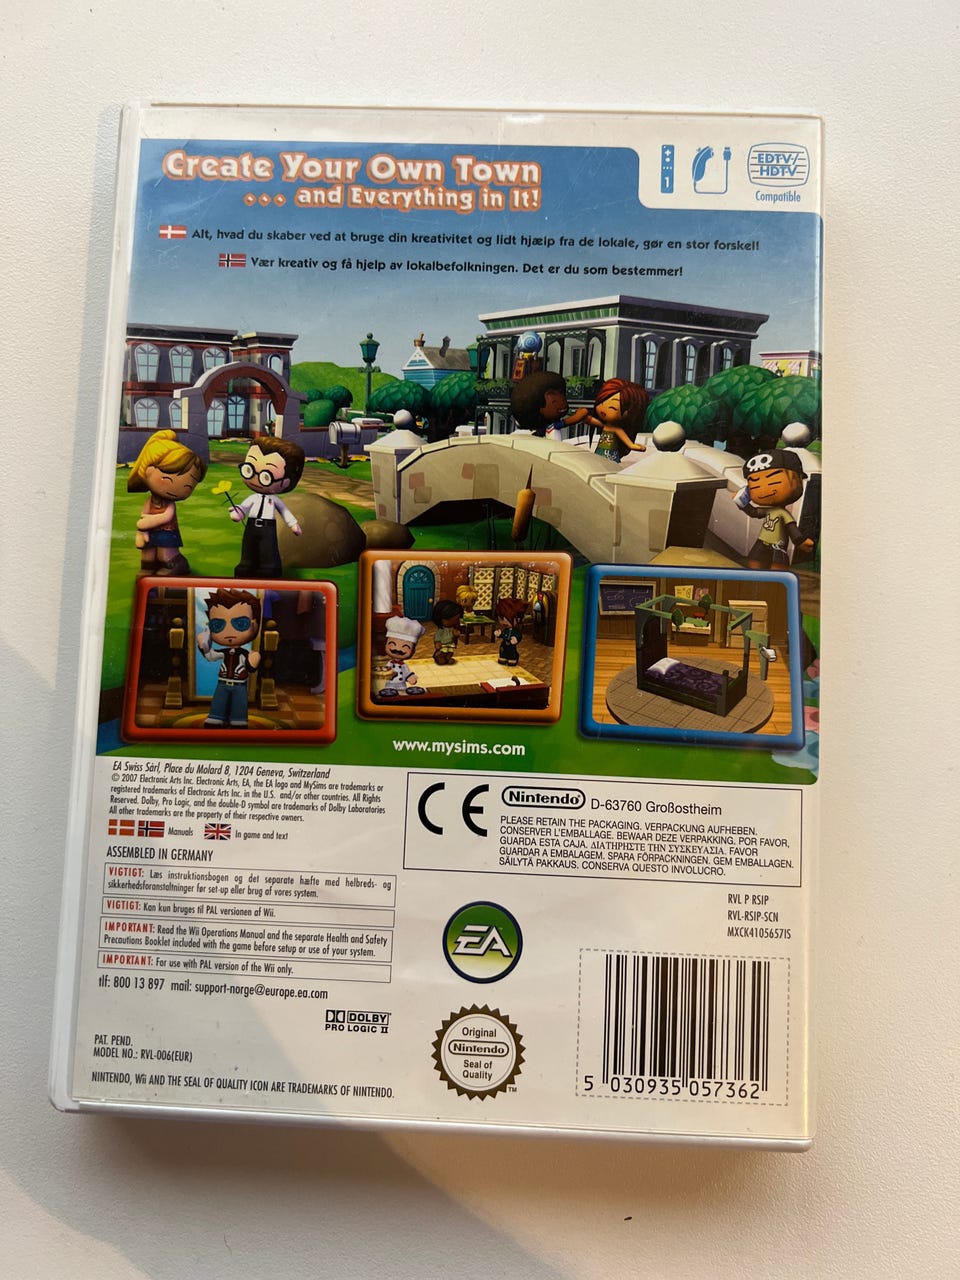 Create Your Own Town
... and Everything in It!
1
EDTV/
HDTV
Compatible
Alt, hvad du skaber ved at bruge din kreativitet og lidt hjælp fra de lokale, gør en stor forskel!
Vær kreativ og få hjelp av lokalbefolkningen. Det er du som bestemmer!
www.mysims.com
EA Swiss Sàrl, Place du Molard 8, 1204 Geneva, Switzerland
© 2007 Electronic Arts Inc. Electronic Arts, EA, the EA logo and MySims are trademarks or
registered trademarks of Electronic Arts Inc. in the U.S. and/or other countries. All Rights
Reserved. Dolby, Pro Logic, and the double-D symbol are trademarks of Dolby Laboratories
All other trademarks are the property of their respective owners.
Manuals
In game and text
ASSEMBLED IN GERMANY
VIGTIGT: Læs instruktionsbogen og det separate hæfte med helbreds- og
sikkerhedsforanstaltninger før set-up eller brug af vores system.
VIGTIGT: Kan kun bruges til PAL versionen af Wii.
IMPORTANT: Read the Wii Operations Manual and the separate Health and Safety
Precautions Booklet included with the game before setup or use of your system.
IMPORTANT: For use with PAL version of the Wii only.
tlf: 800 13 897 mail: support-norge@europe.ea.com
DOLBY
PRO LOGIC II
PAT. PEND.
MODEL NO.: RVL-006(EUR)
NINTENDO, Wii AND THE SEAL OF QUALITY ICON ARE TRADEMARKS OF NINTENDO.
CE
Nintendo D-63760 Großostheim
PLEASE RETAIN THE PACKAGING. VERPACKUNG AUFHEBEN.
CONSERVER L'EMBALLAGE. BEWAAR DEZE VERPAKKING. POR FAVOR,
GUARDA ESTA CAJA. ΔΙΑΤΗΡΗΣΤΕ ΤΗΝ ΣΥΣΚΕΥΑΣΙΑ. FAVOR
GUARDAR A EMBALAGEM. SPARA FÖRPACKNINGEN. GEM EMBALLAGEN.
SÄILYTÄ PAKKAUS. CONSERVA QUESTO INVOLUCRO.
RVL P RSIP
RVL-RSIP-SCN
MXCK4105657IS
EA
Original
Nintendo
Seal of
Quality
TM
5 030935 057362